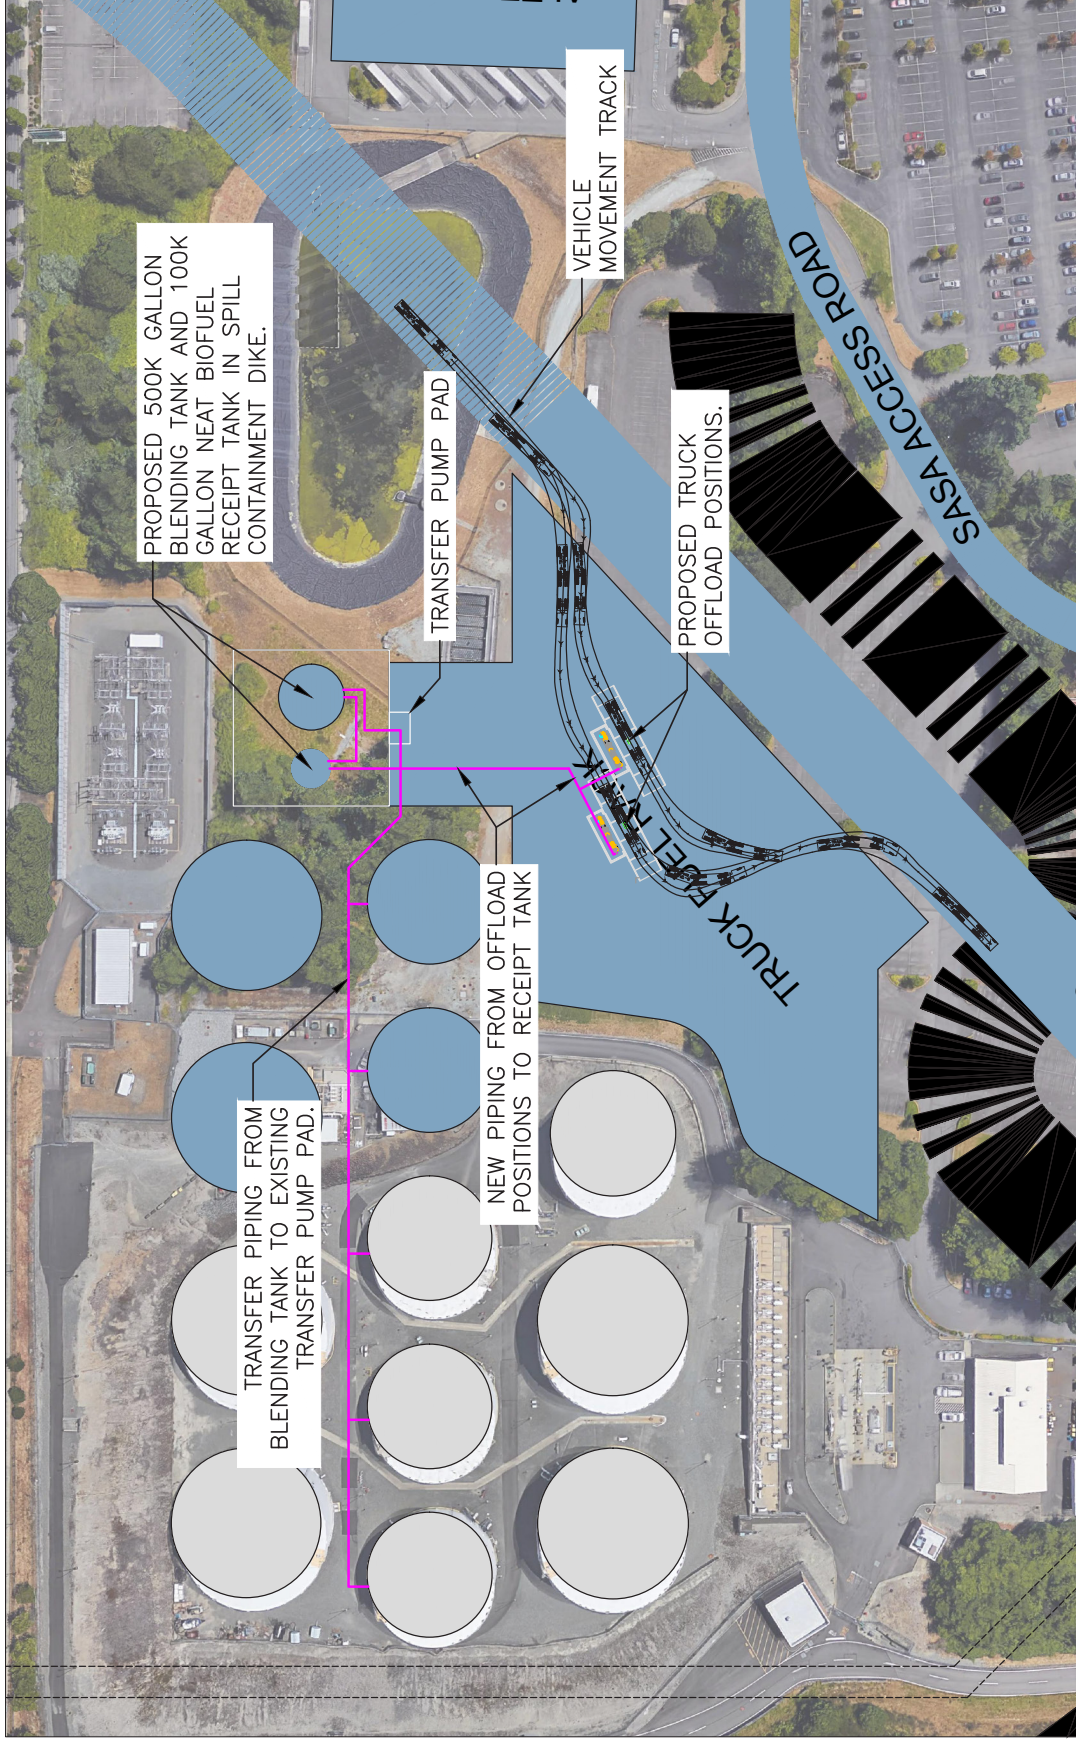 PROPOSED 500K GALLON
BLENDING TANK AND 100K
GALLON NEAT BIOFUEL
RECEIPT TANK IN SPILL
CONTAINMENT DIKE.
TRANSFER PUMP PAD
VEHICLE
MOVEMENT TRACK
PROPOSED TRUCK
OFFLOAD POSITIONS.
SASA ACCESS ROAD
TRUCK FUEL
NEW PIPING FROM OFFLOAD
POSITIONS TO RECEIPT TANK
TRANSFER PIPING FROM
BLENDING TANK TO EXISTING
TRANSFER PUMP PAD.